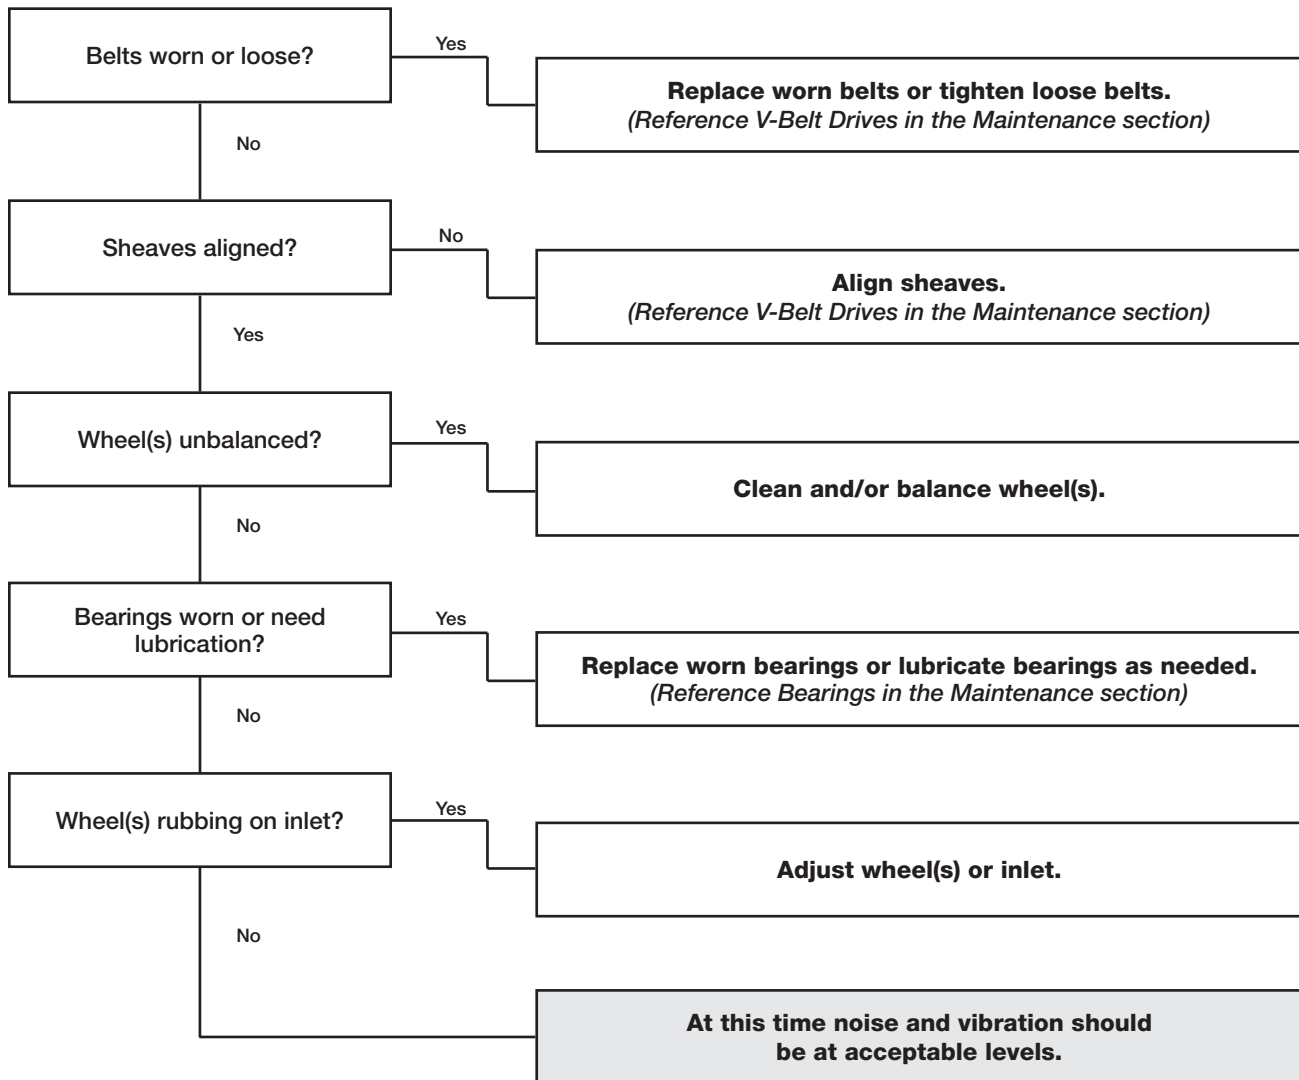 Belts worn or loose?
Yes
Replace worn belts or tighten loose belts.
(Reference V-Belt Drives in the Maintenance section)
No
Sheaves aligned?
No
Align sheaves.
(Reference V-Belt Drives in the Maintenance section)
Yes
Wheel(s) unbalanced?
Yes
Clean and/or balance wheel(s).
No
Bearings worn or need
lubrication?
Yes
Replace worn bearings or lubricate bearings as needed.
(Reference Bearings in the Maintenance section)
No
Wheel(s) rubbing on inlet?
Yes
Adjust wheel(s) or inlet.
No
At this time noise and vibration should
be at acceptable levels.